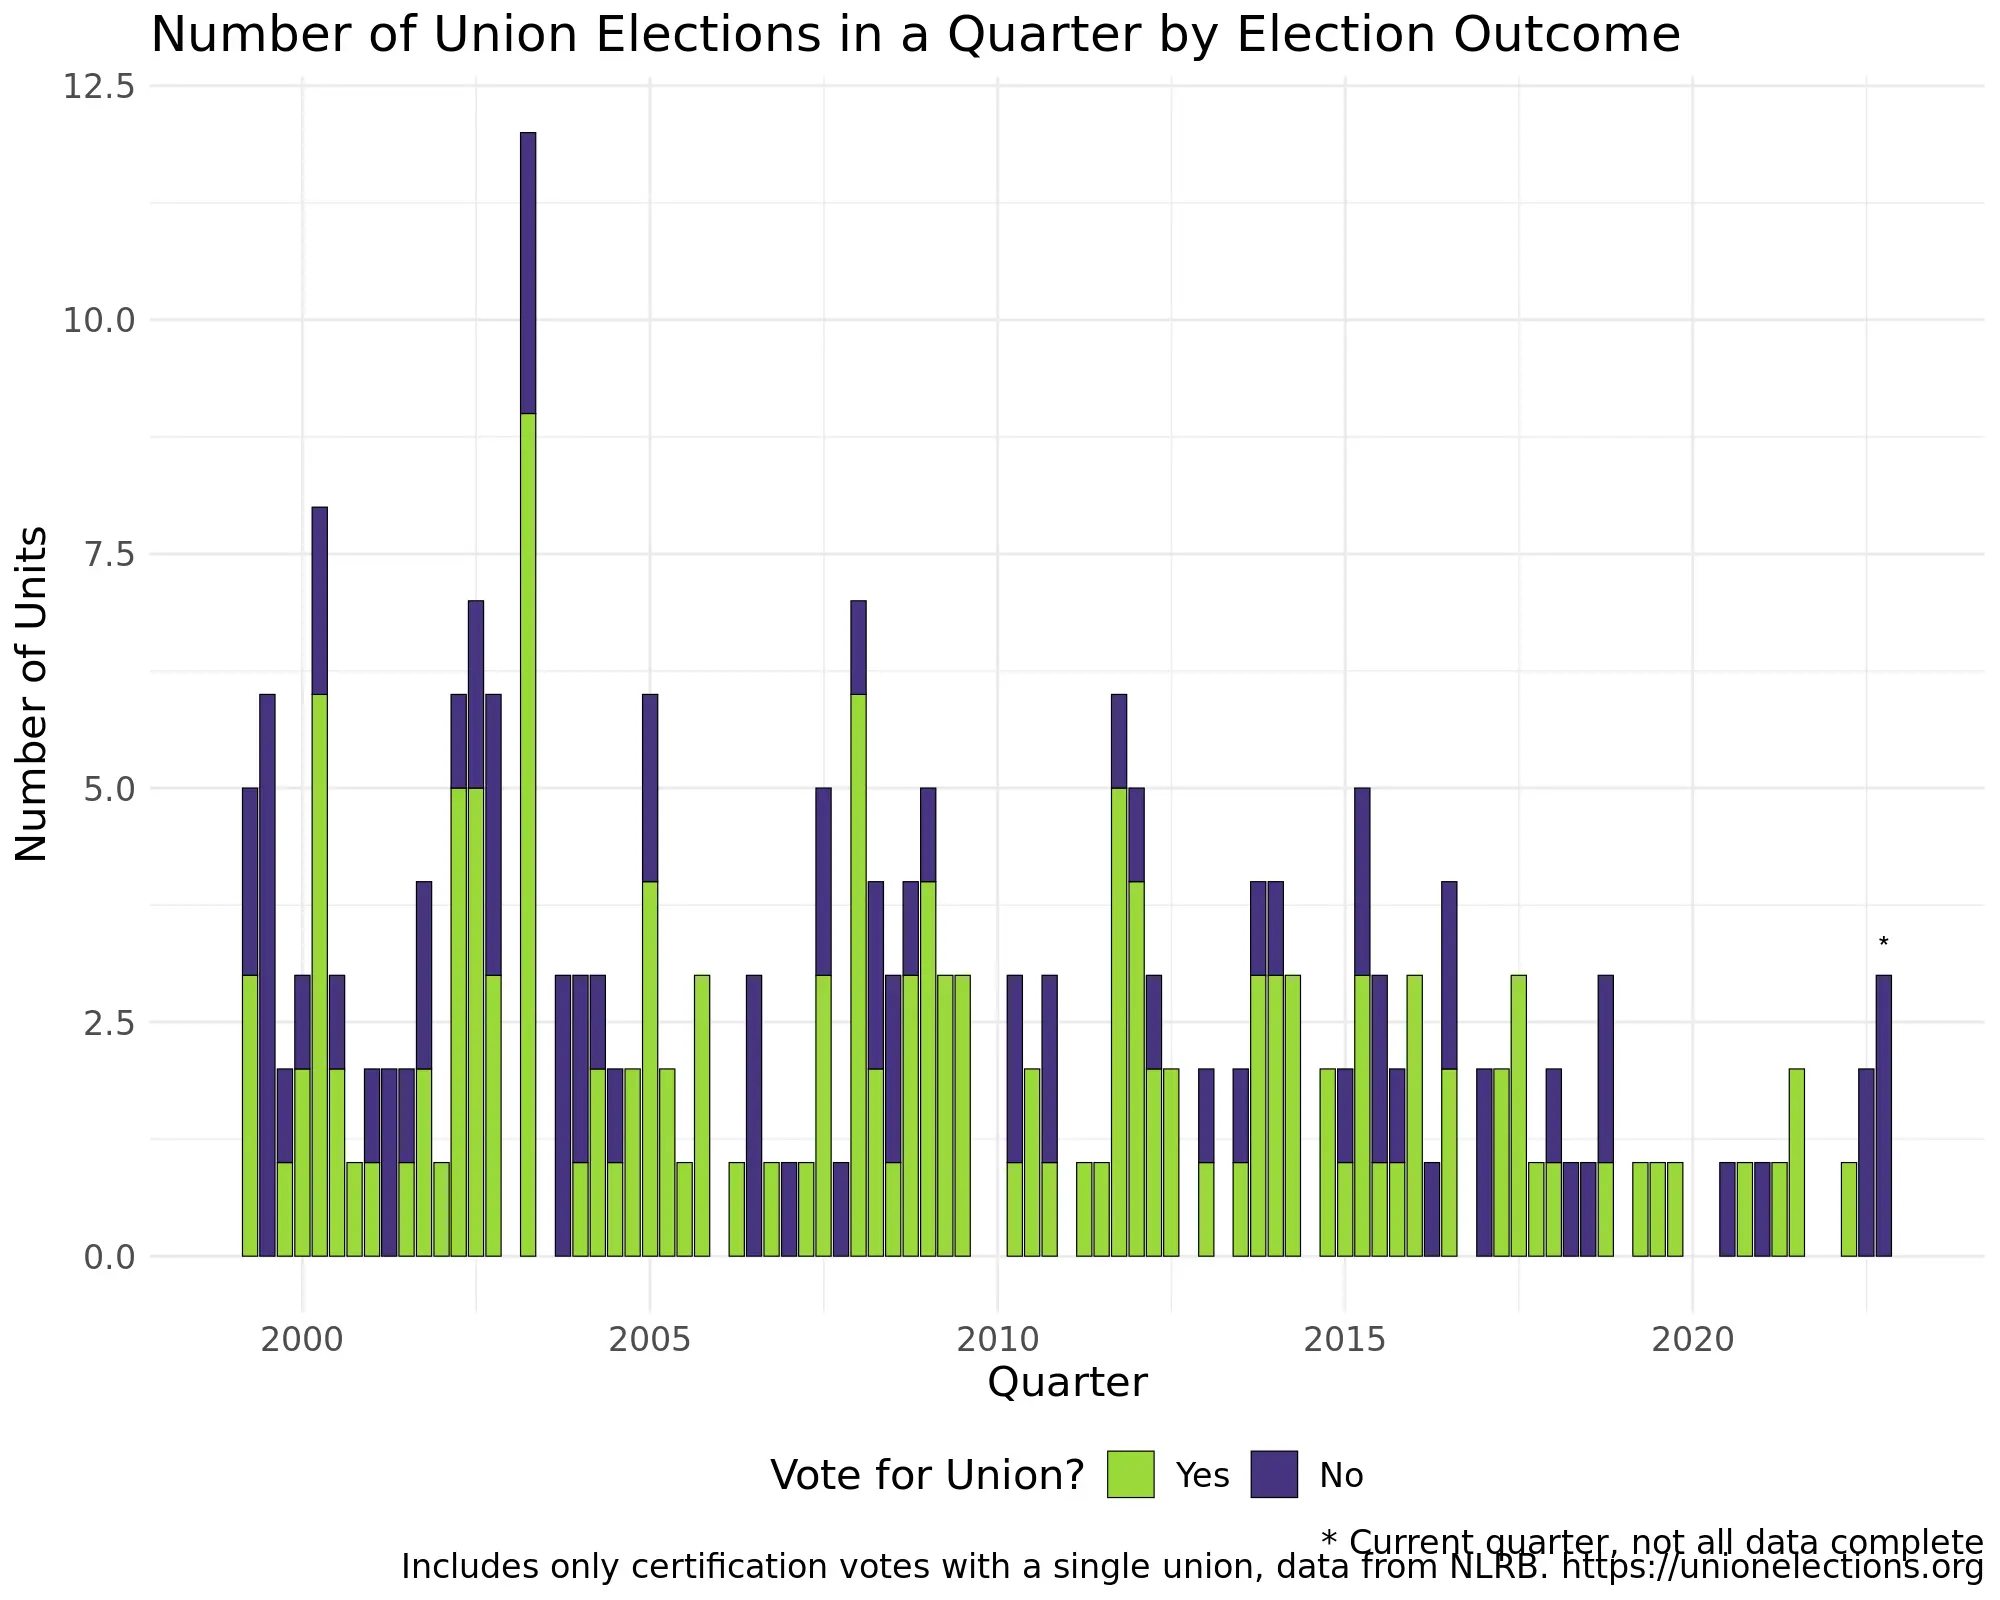 Number of Union Elections in a Quarter by Election Outcome
12.5
10.0
7.5
5.0
2.5
0.0
Number of Units
*
2000 2005 2010 2015 2020
Quarter
Vote for Union? Yes No
* Current quarter, not all data complete
Includes only certification votes with a single union, data from NLRB. https://unionelections.org